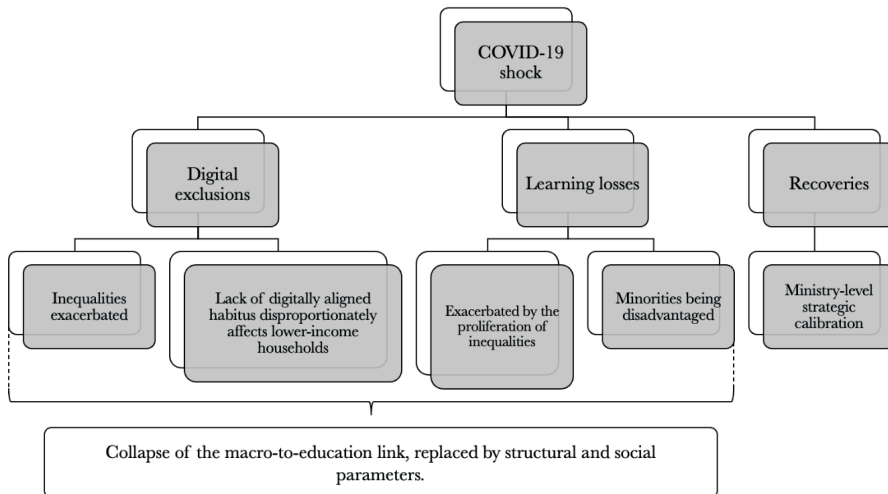 COVID-19
shock
Digital
exclusions
Learning losses
Recoveries
Inequalities
exacerbated
Lack of digitally aligned
habitus disproportionately
affects lower-income
households
Exacerbated by the
proliferation of
inequalities
Minorities being
disadvantaged
Ministry-level
strategic
calibration
Collapse of the macro-to-education link, replaced by structural and social
parameters.